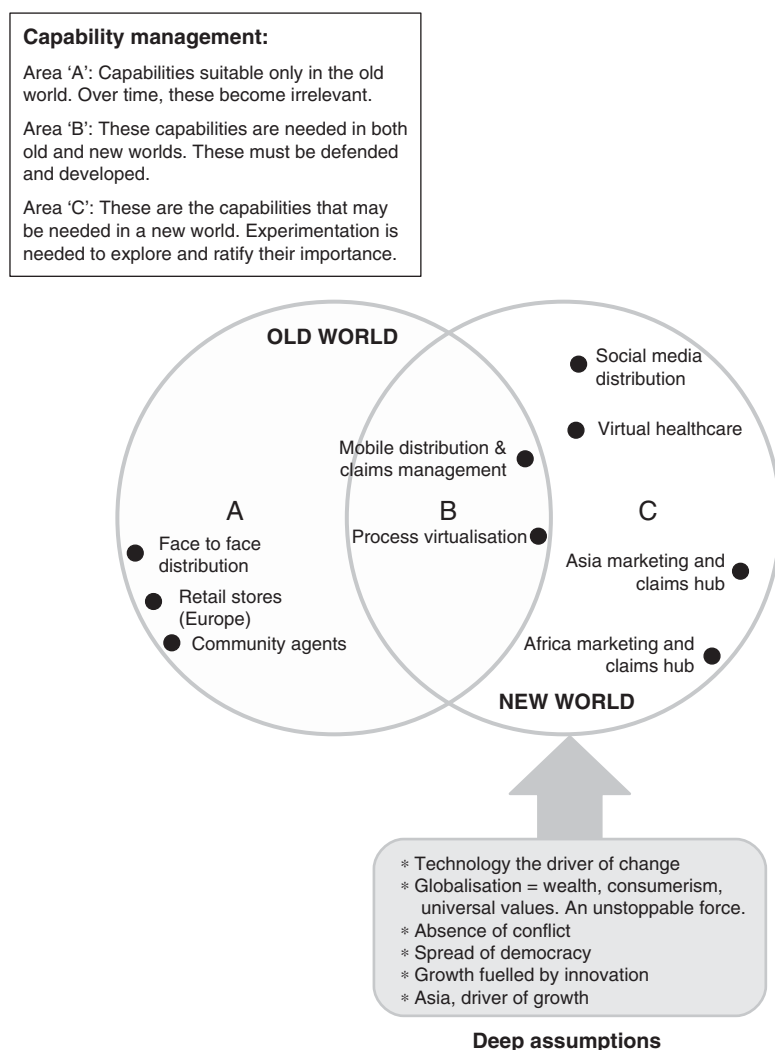 Capability management:
Area ‘A’: Capabilities suitable only in the old
world. Over time, these become irrelevant.
Area ‘B’: These capabilities are needed in both
old and new worlds. These must be defended
and developed.
Area ‘C’: These are the capabilities that may
be needed in a new world. Experimentation is
needed to explore and ratify their importance.
OLD WORLD
Social media
distribution
Virtual healthcare
Mobile distribution &
claims management
A
B
C
Process virtualisation
Face to face
distribution
Asia marketing and
claims hub
Retail stores
(Europe)
Community agents
Africa marketing and
claims hub
NEW WORLD
* Technology the driver of change
* Globalisation = wealth, consumerism,
universal values. An unstoppable force.
* Absence of conflict
* Spread of democracy
* Growth fuelled by innovation
* Asia, driver of growth
Deep assumptions